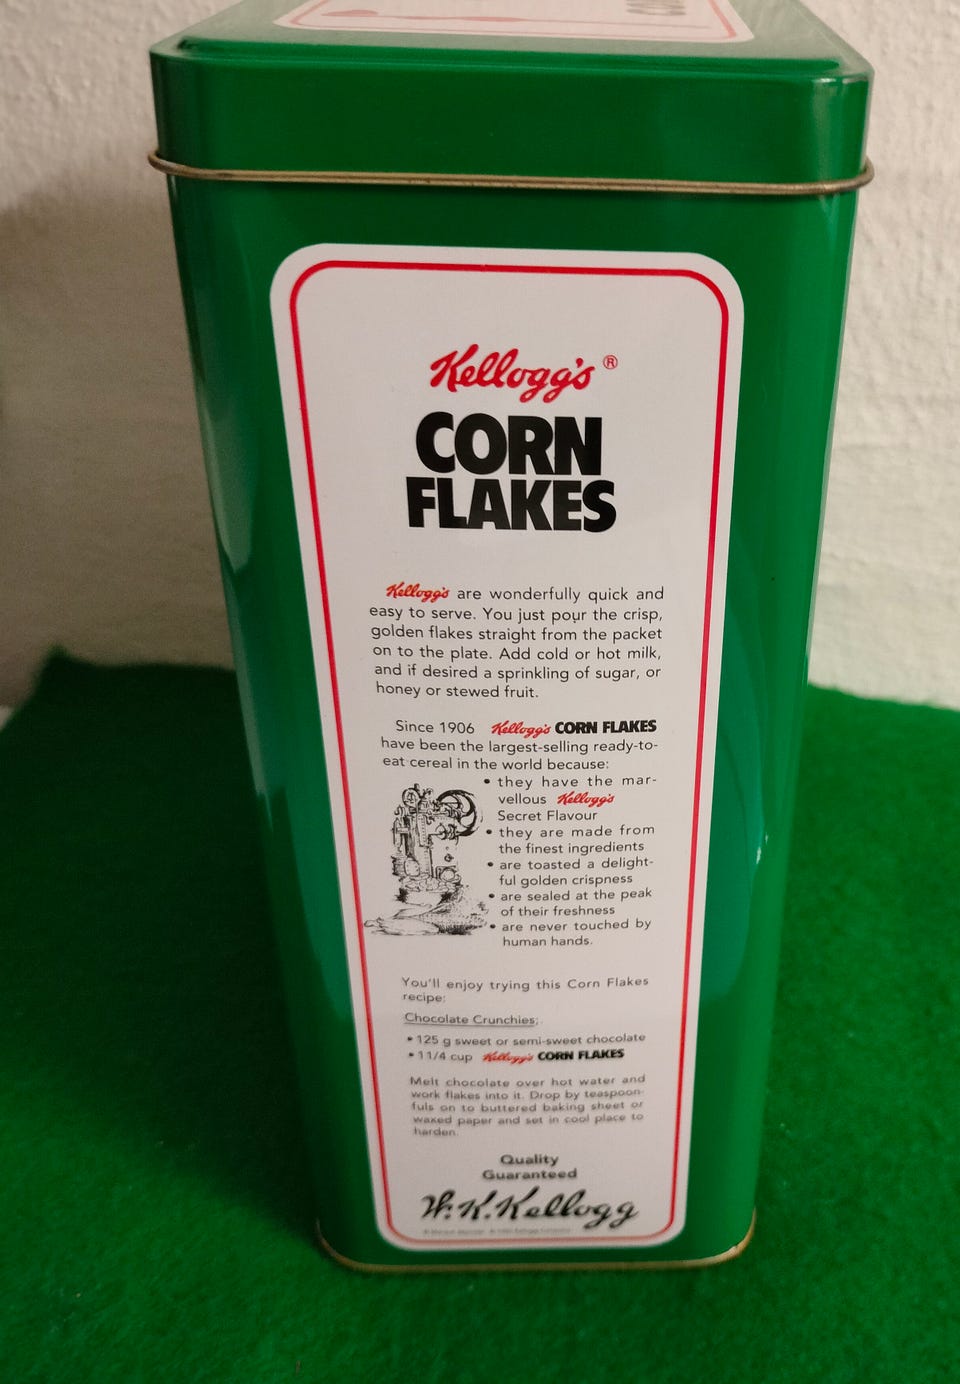 Kellogg's®
CORN
FLAKES
Kellogg's are wonderfully quick and
easy to serve. You just pour the crisp,
golden flakes straight from the packet
on to the plate. Add cold or hot milk,
and if desired a sprinkling of sugar, or
honey or stewed fruit.
Since 1906 Kellogg's CORN FLAKES
have been the largest-selling ready-to-
eat cereal in the world because:
• they have the mar-
vellous Kellogg's
Secret Flavour
• they are made from
the finest ingredients
• are toasted a delight-
ful golden crispness
• are sealed at the peak
of their freshness
• are never touched by
human hands.
You'll enjoy trying this Corn Flakes
recipe:
Chocolate Crunchies:
• 125 g sweet or semi-sweet chocolate
• 1 1/4 cup Kellogg's CORN FLAKES
Melt chocolate over hot water and
work flakes into it. Drop by teaspoon-
fuls on to buttered baking sheet or
waxed paper and set in cool place to
harden.
Quality
Guaranteed
W.K.Kellogg